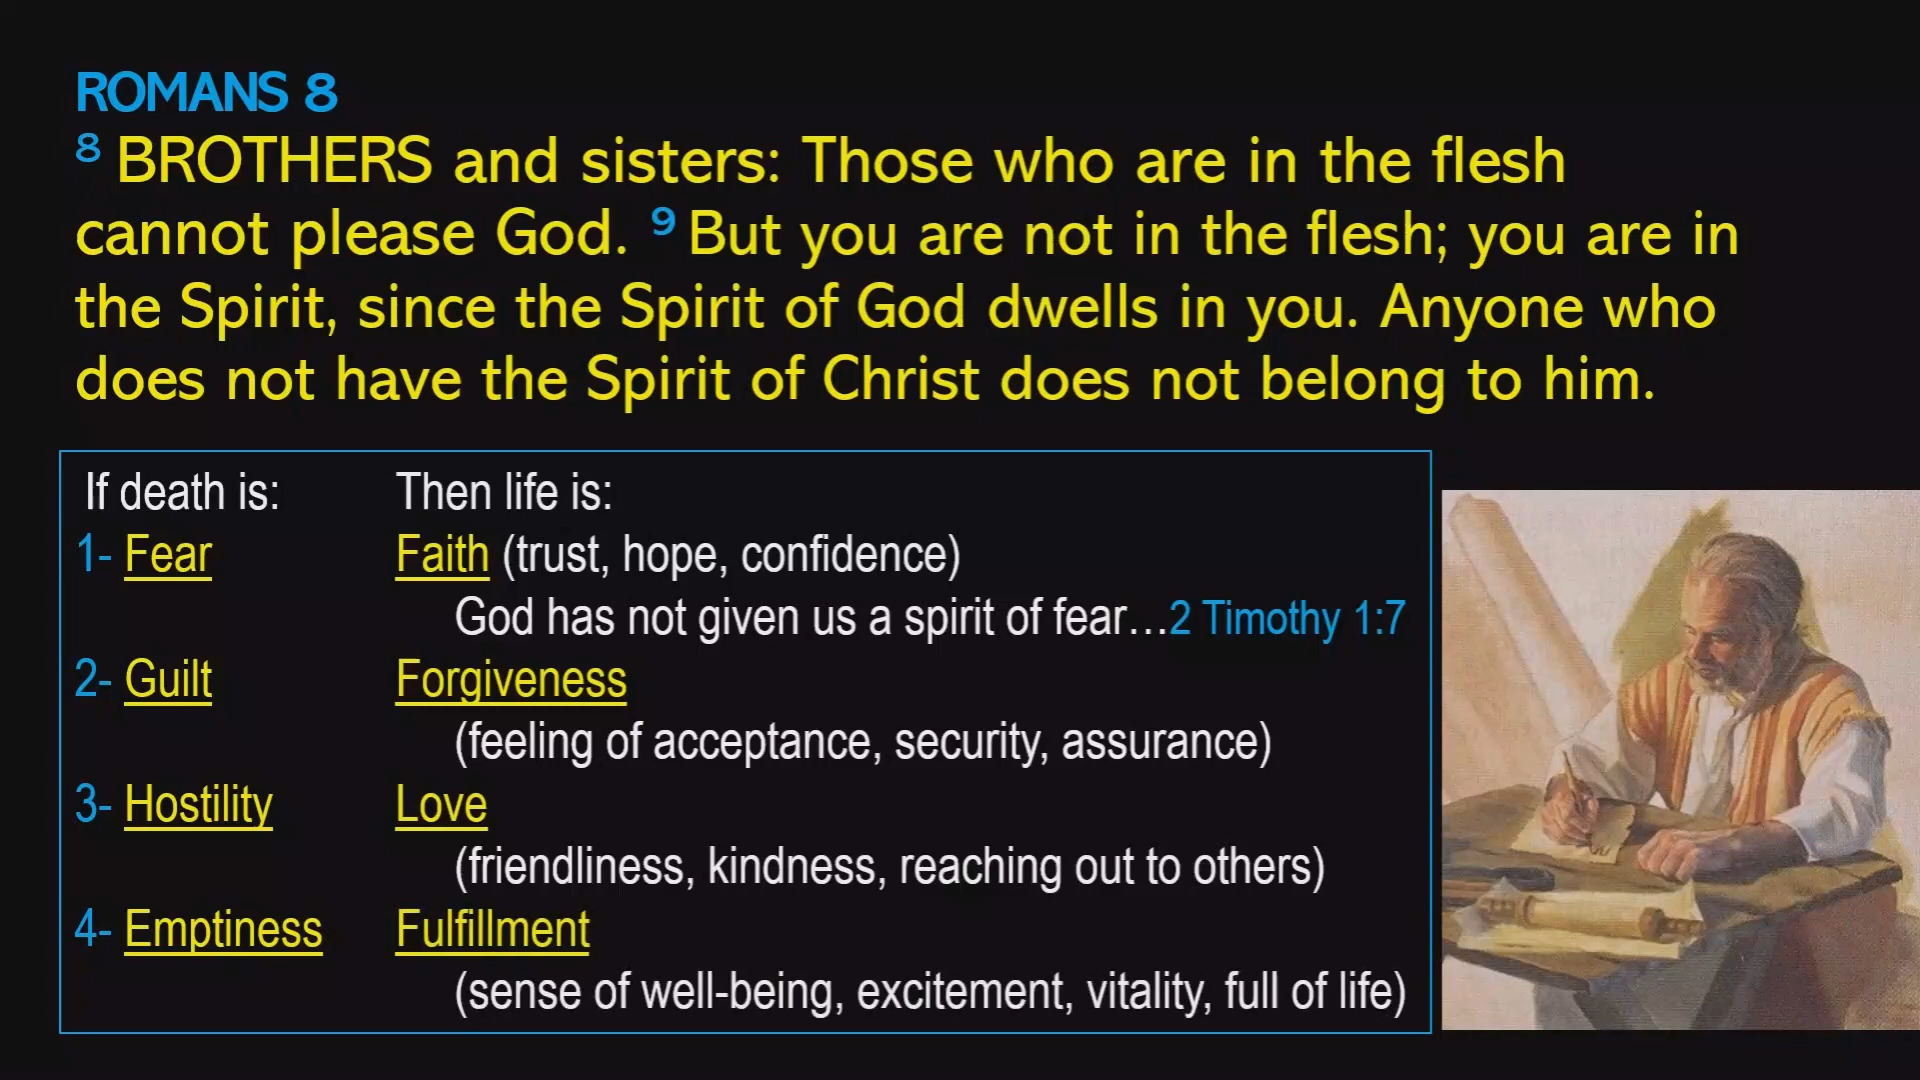 ROMANS 8
8 BROTHERS and sisters: Those who are in the flesh
cannot please God. 9 But you are not in the flesh; you are in
the Spirit, since the Spirit of God dwells in you. Anyone who
does not have the Spirit of Christ does not belong to him.
If death is: Then life is:
1- Fear Faith (trust, hope, confidence)
God has not given us a spirit of fear…2 Timothy 1:7
2- Guilt Forgiveness
(feeling of acceptance, security, assurance)
3- Hostility Love
(friendliness, kindness, reaching out to others)
4- Emptiness Fulfillment
(sense of well-being, excitement, vitality, full of life)